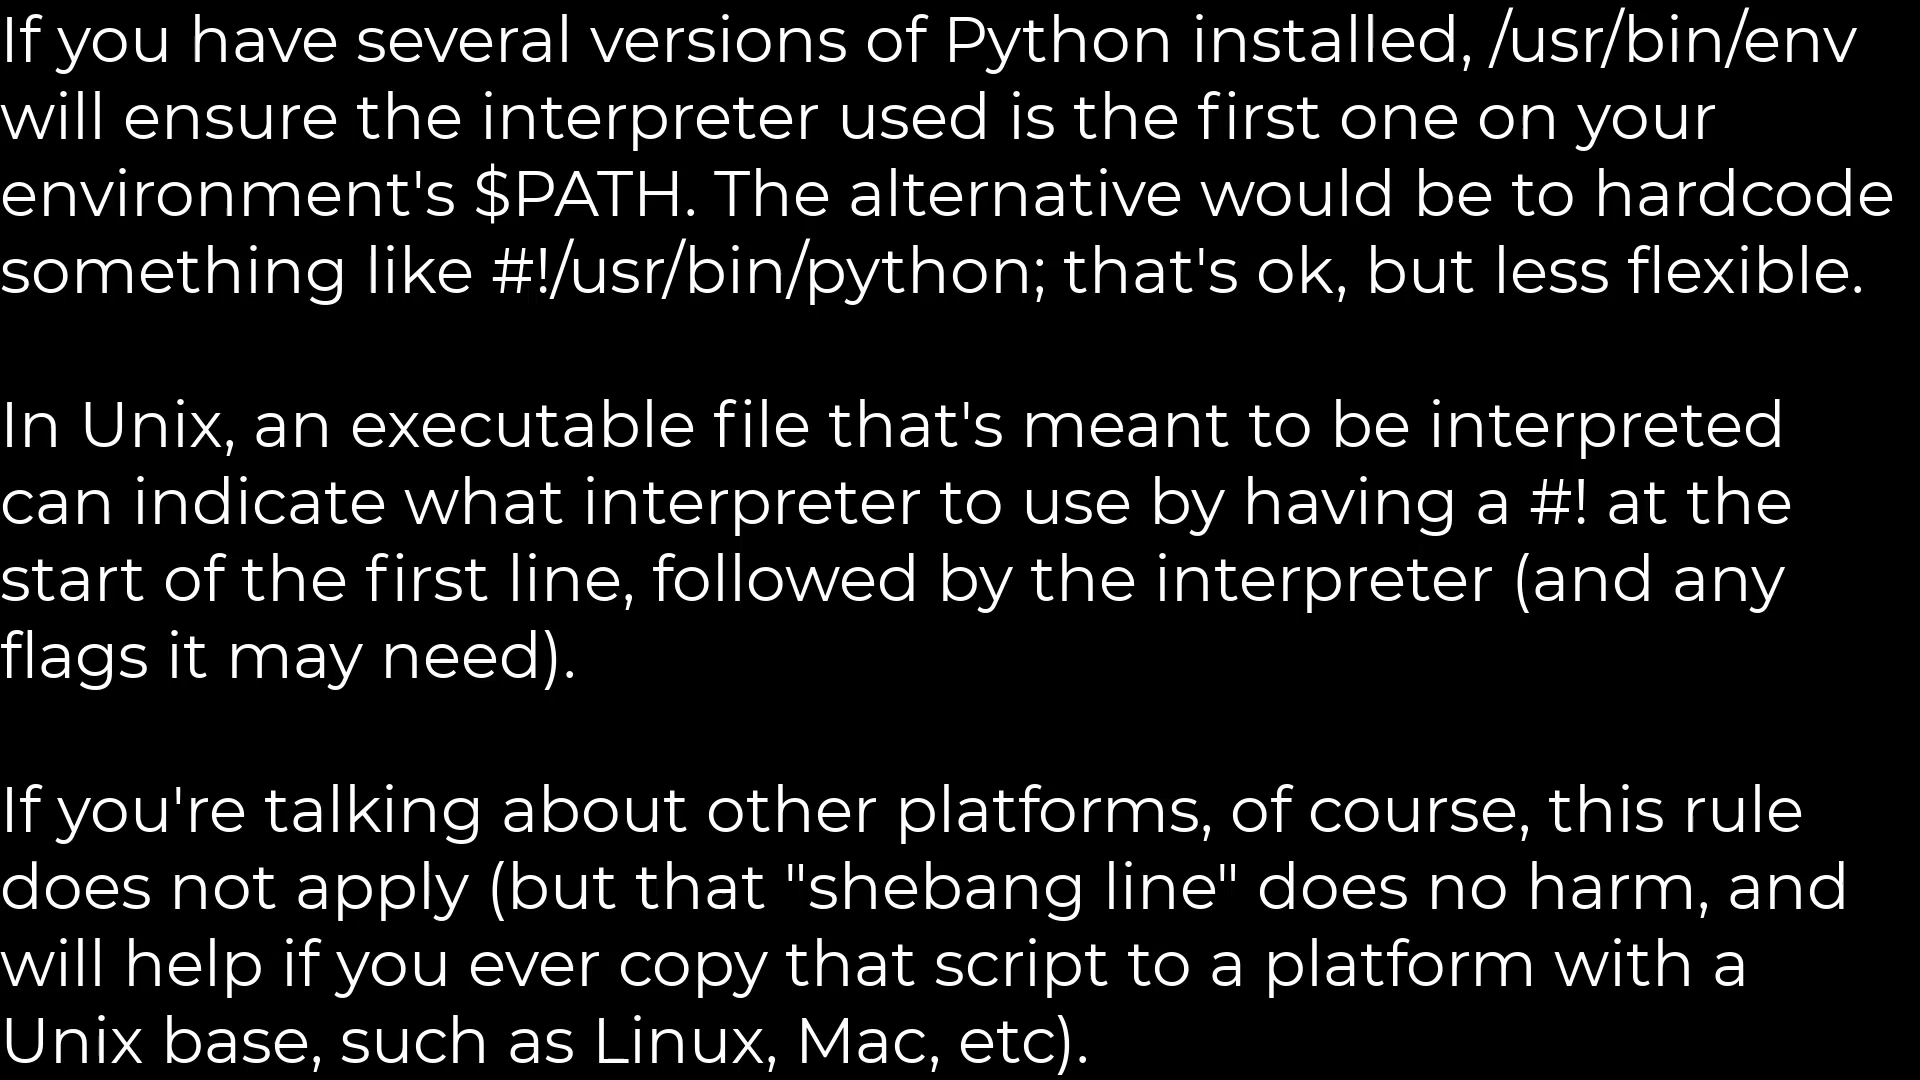 If you have several versions of Python installed, /usr/bin/env
will ensure the interpreter used is the first one on your
environment's $PATH. The alternative would be to hardcode
something like #!/usr/bin/python; that's ok, but less flexible.

In Unix, an executable file that's meant to be interpreted
can indicate what interpreter to use by having a #! at the
start of the first line, followed by the interpreter (and any
flags it may need).

If you're talking about other platforms, of course, this rule
does not apply (but that "shebang line" does no harm, and
will help if you ever copy that script to a platform with a
Unix base, such as Linux, Mac, etc).